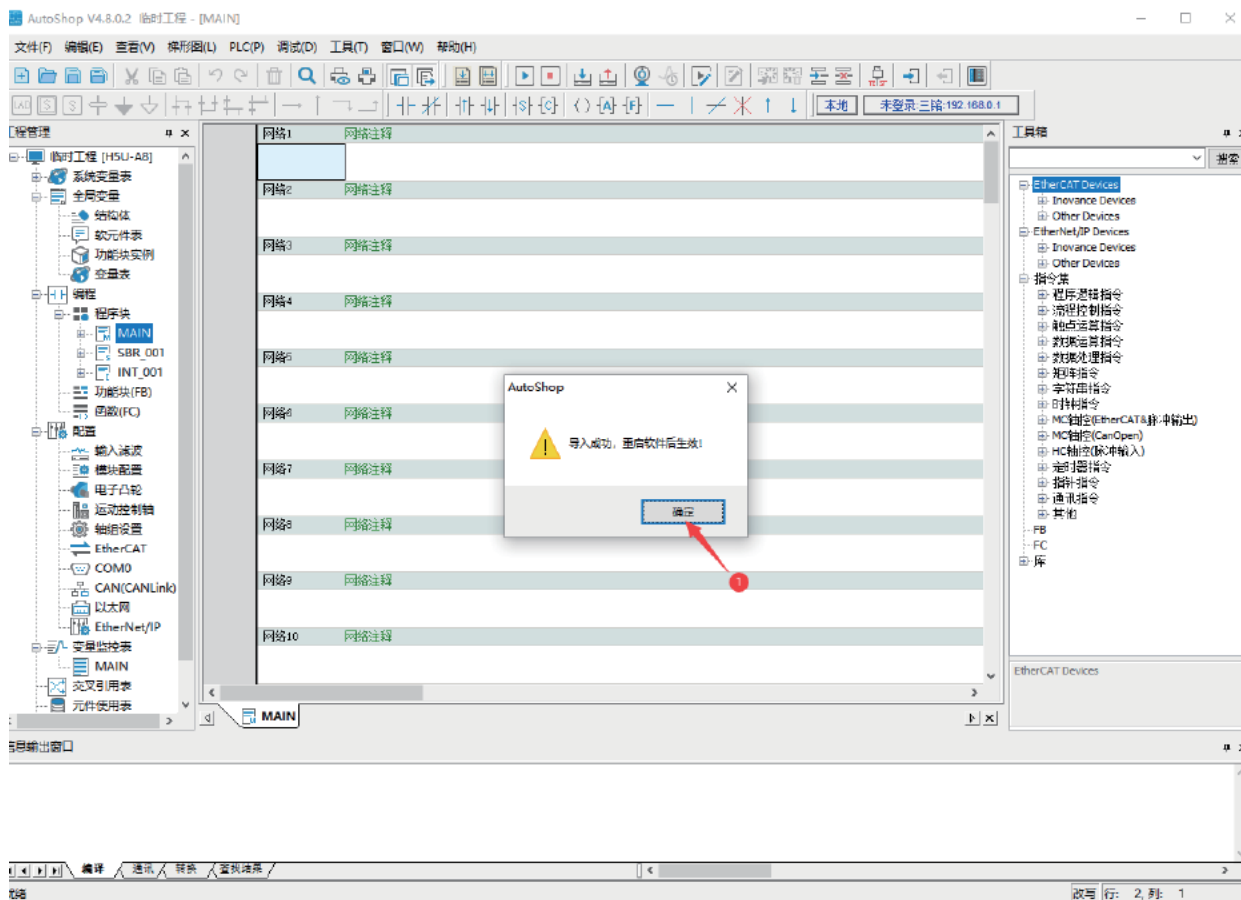 AutoShop V4.8.0.2 临时工程 - [MAIN]
文件(F) 编辑(E) 查看(V) 梯形图(L) PLC(P) 调试(D) 工具(T) 窗口(W) 帮助(H)
本地 未登录,三陪:192.168.0.1
工程管理
临时工程 [H5U-A8]
系统变量表
全局变量
结构体
软元件表
功能块实例
变量表
编程
程序块
MAIN
SBR_001
INT_001
功能块(FB)
函数(FC)
配置
输入滤波
模块配置
电子凸轮
运动控制轴
轴组设置
EtherCAT
COM0
CAN(CANLink)
以太网
EtherNet/IP
变量监控表
MAIN
交叉引用表
元件使用表
网络1 网络注释
网络2 网络注释
网络3 网络注释
网络4 网络注释
网络5 网络注释
网络6 网络注释
网络7 网络注释
网络8 网络注释
网络9 网络注释
网络10 网络注释
MAIN
AutoShop
导入成功，重启软件后生效!
确定
1
工具箱
搜索
EtherCAT Devices
Inovance Devices
Other Devices
EtherNet/IP Devices
Inovance Devices
Other Devices
指令集
程序逻辑指令
流程控制指令
触点运算指令
数据运算指令
数据处理指令
矩阵指令
字符串指令
时钟指令
MC轴控(EtherCAT&脉冲输出)
MC轴控(CanOpen)
HC轴控(脉冲输入)
定时器指令
指针指令
通讯指令
其他
FB
FC
库
EtherCAT Devices
信息输出窗口
编译 通讯 转换 查找结果
就绪
改写 行: 2, 列: 1